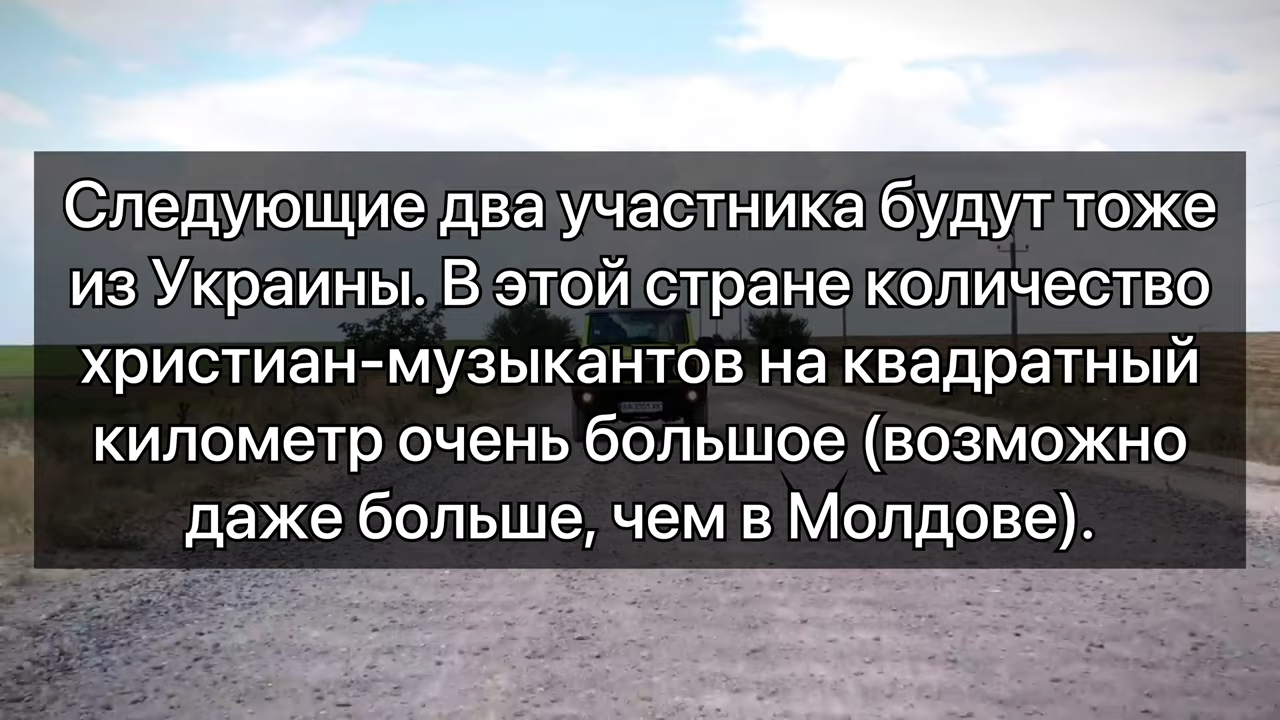 Следующие два участника будут тоже
из Украины. В этой стране количество
христиан-музыкантов на квадратный
километр очень большое (возможно
даже больше, чем в Молдове).